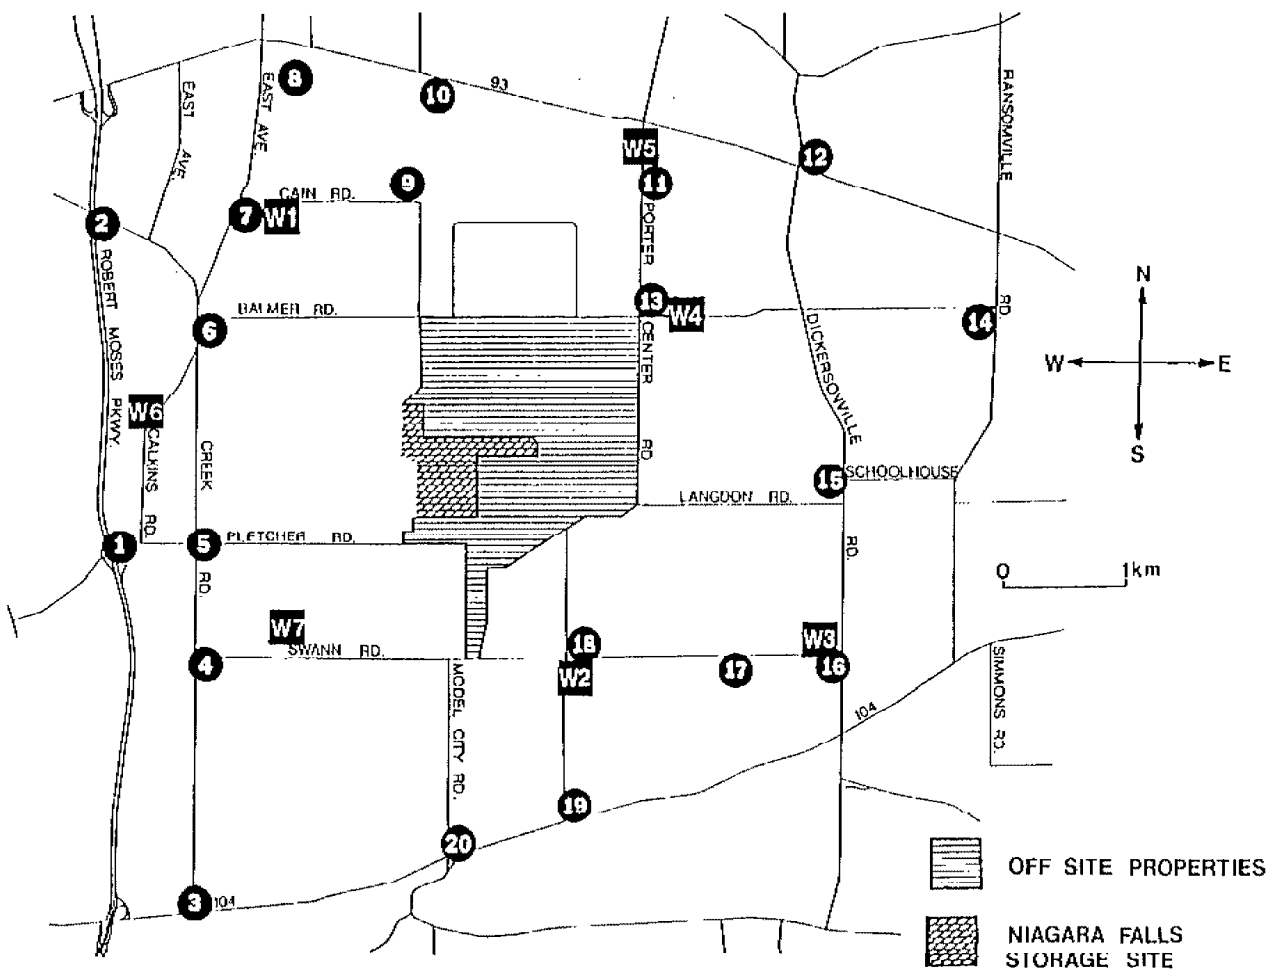 8
10
93
EAST AVE.
EAST AVE.
W5
12
RANSOMVILLE RD.
9
11
CAIN RD.
7
W1
2
PORTER CENTER RD
ROBERT MOSES PKWY.
N
13
W4
BALMER RD.
6
14
DICKERSONVILLE RD.
W
E
W6
CALKINS RD.
CREEK RD.
S
15
SCHOOLHOUSE
LANGDON RD.
1
5
PLETCHER RD.
0
1km
W7
18
W3
SWANN RD.
4
W2
17
16
MODEL CITY RD.
SIMMONS RD.
104
19
20
3
104
OFF SITE PROPERTIES
NIAGARA FALLS
STORAGE SITE